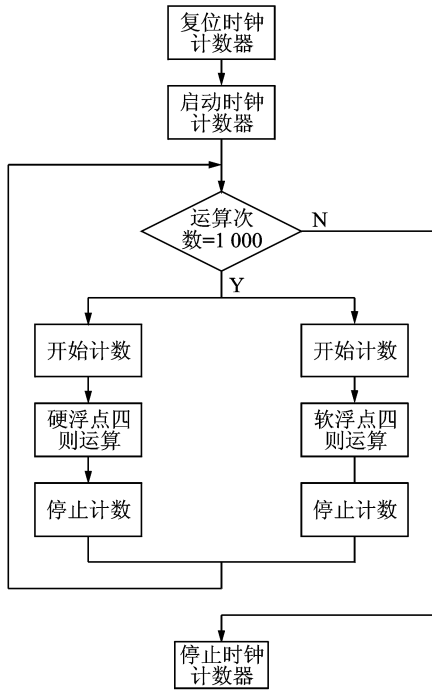 复位时钟
计数器
启动时钟
计数器
运算次
数=1 000
N
Y
开始计数
开始计数
硬浮点四
则运算
软浮点四
则运算
停止计数
停止计数
停止时钟
计数器